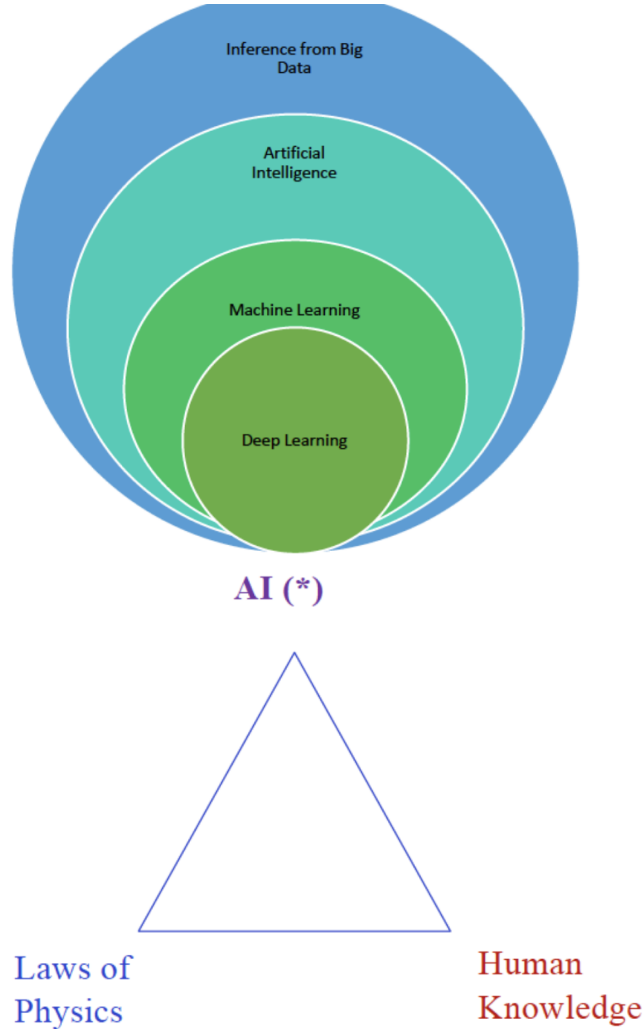 Inference from Big
Data
Artificial
Intelligence
Machine Learning
Deep Learning
AI (*)
Laws of
Physics
Human
Knowledge